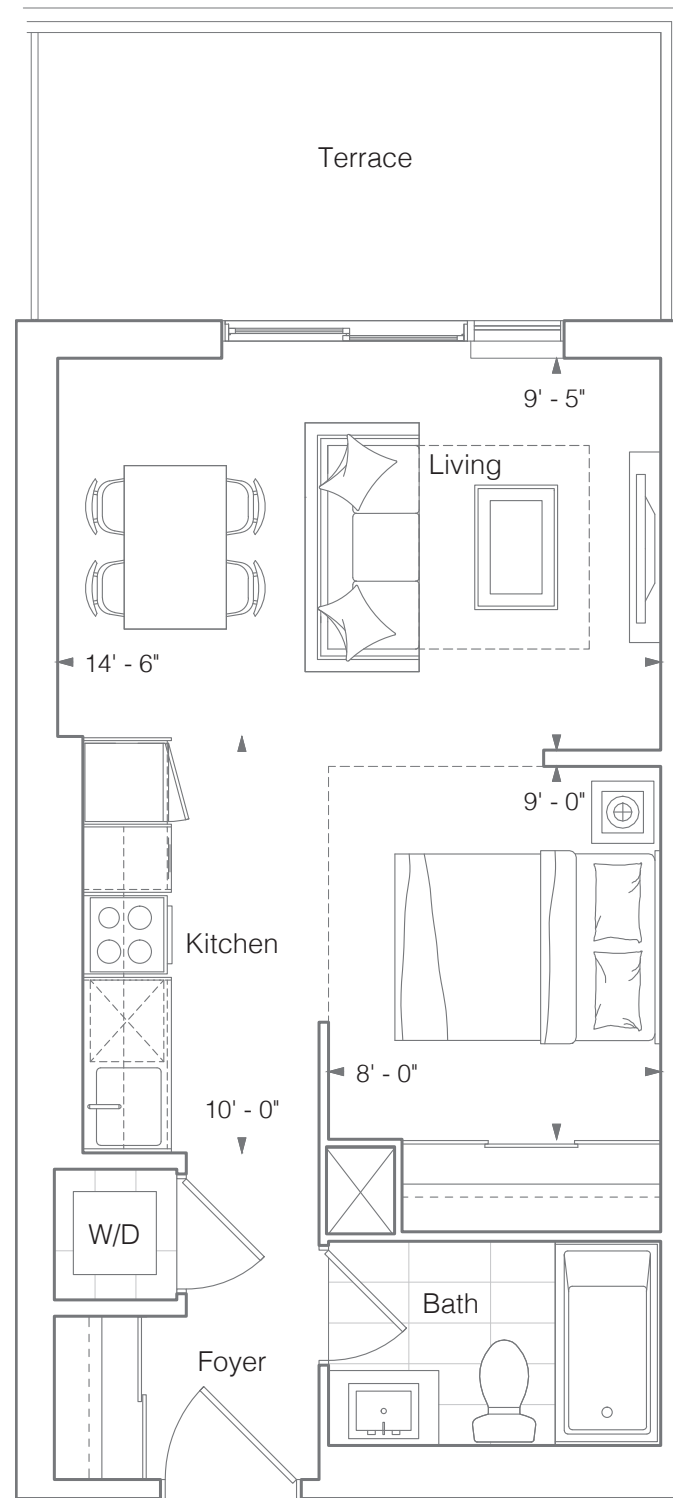 Terrace
9' - 5"
Living
14' - 6"
9' - 0"
Kitchen
8' - 0"
10' - 0"
W/D
Bath
Foyer